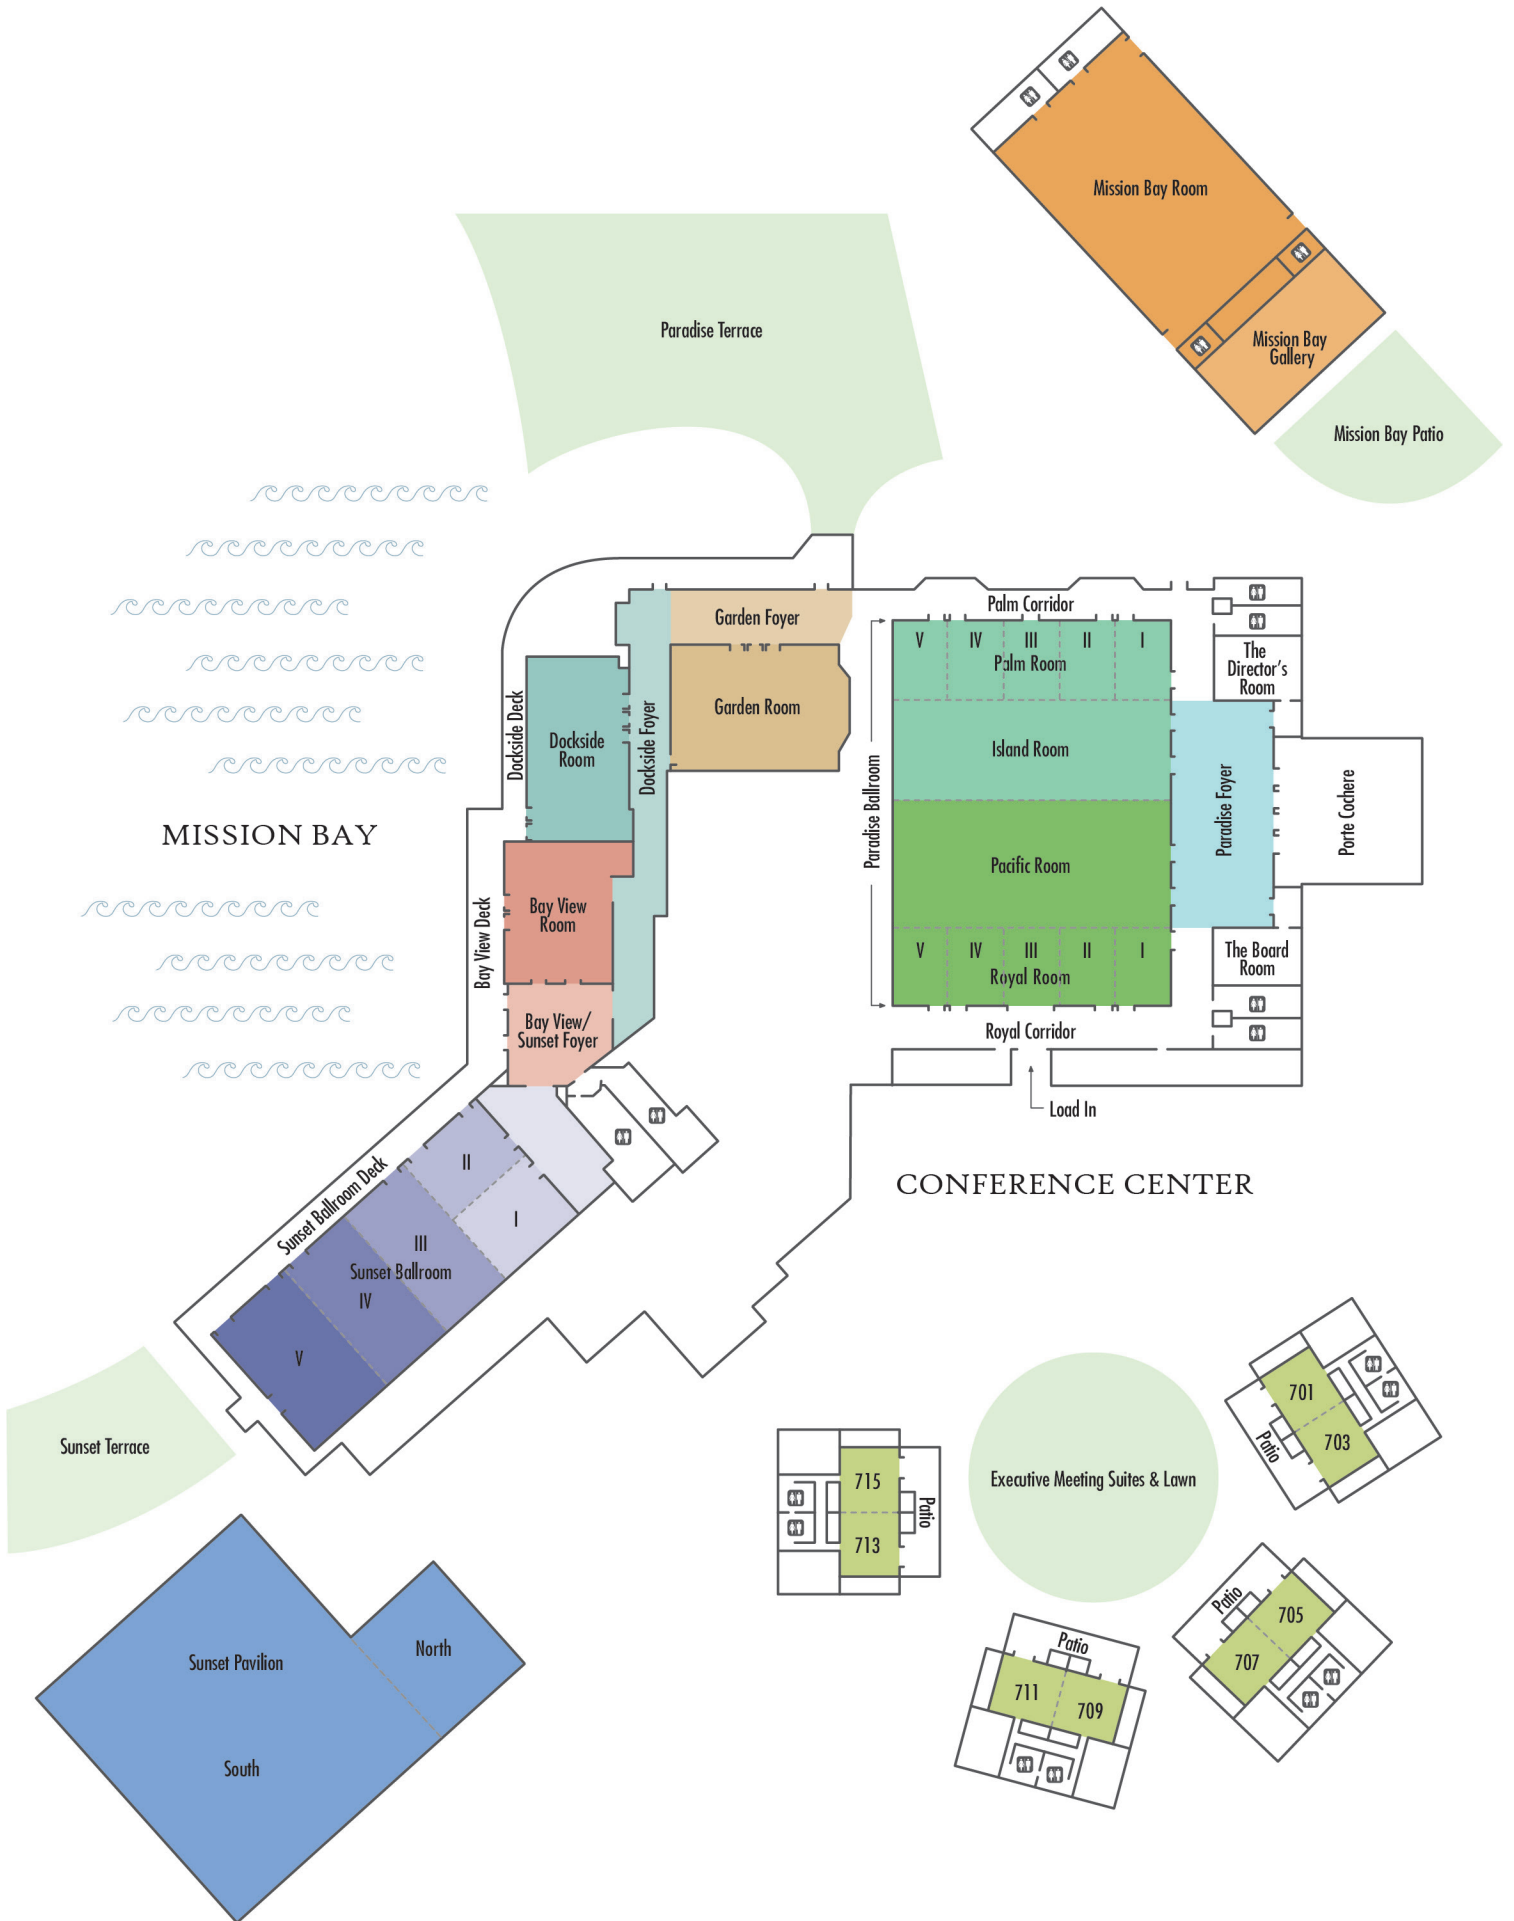 Mission Bay Room
Mission Bay
Gallery
Mission Bay Patio
Paradise Terrace
MISSION BAY
Garden Foyer
Garden Room
Dockside Deck
Dockside
Room
Dockside Foyer
Bay View Deck
Bay View
Room
Bay View/
Sunset Foyer
Palm Corridor
V IV III II I
Palm Room
Island Room
Paradise Ballroom
Pacific Room
V IV III II I
Royal Room
Royal Corridor
Load In
The
Director's
Room
Paradise Foyer
Porte Cochere
The Board
Room
CONFERENCE CENTER
Sunset Ballroom Deck
II
I
III
Sunset Ballroom
IV
V
Sunset Terrace
Sunset Pavilion
North
South
Executive Meeting Suites & Lawn
701
703
Patio
715
713
Patio
705
707
Patio
711
709
Patio